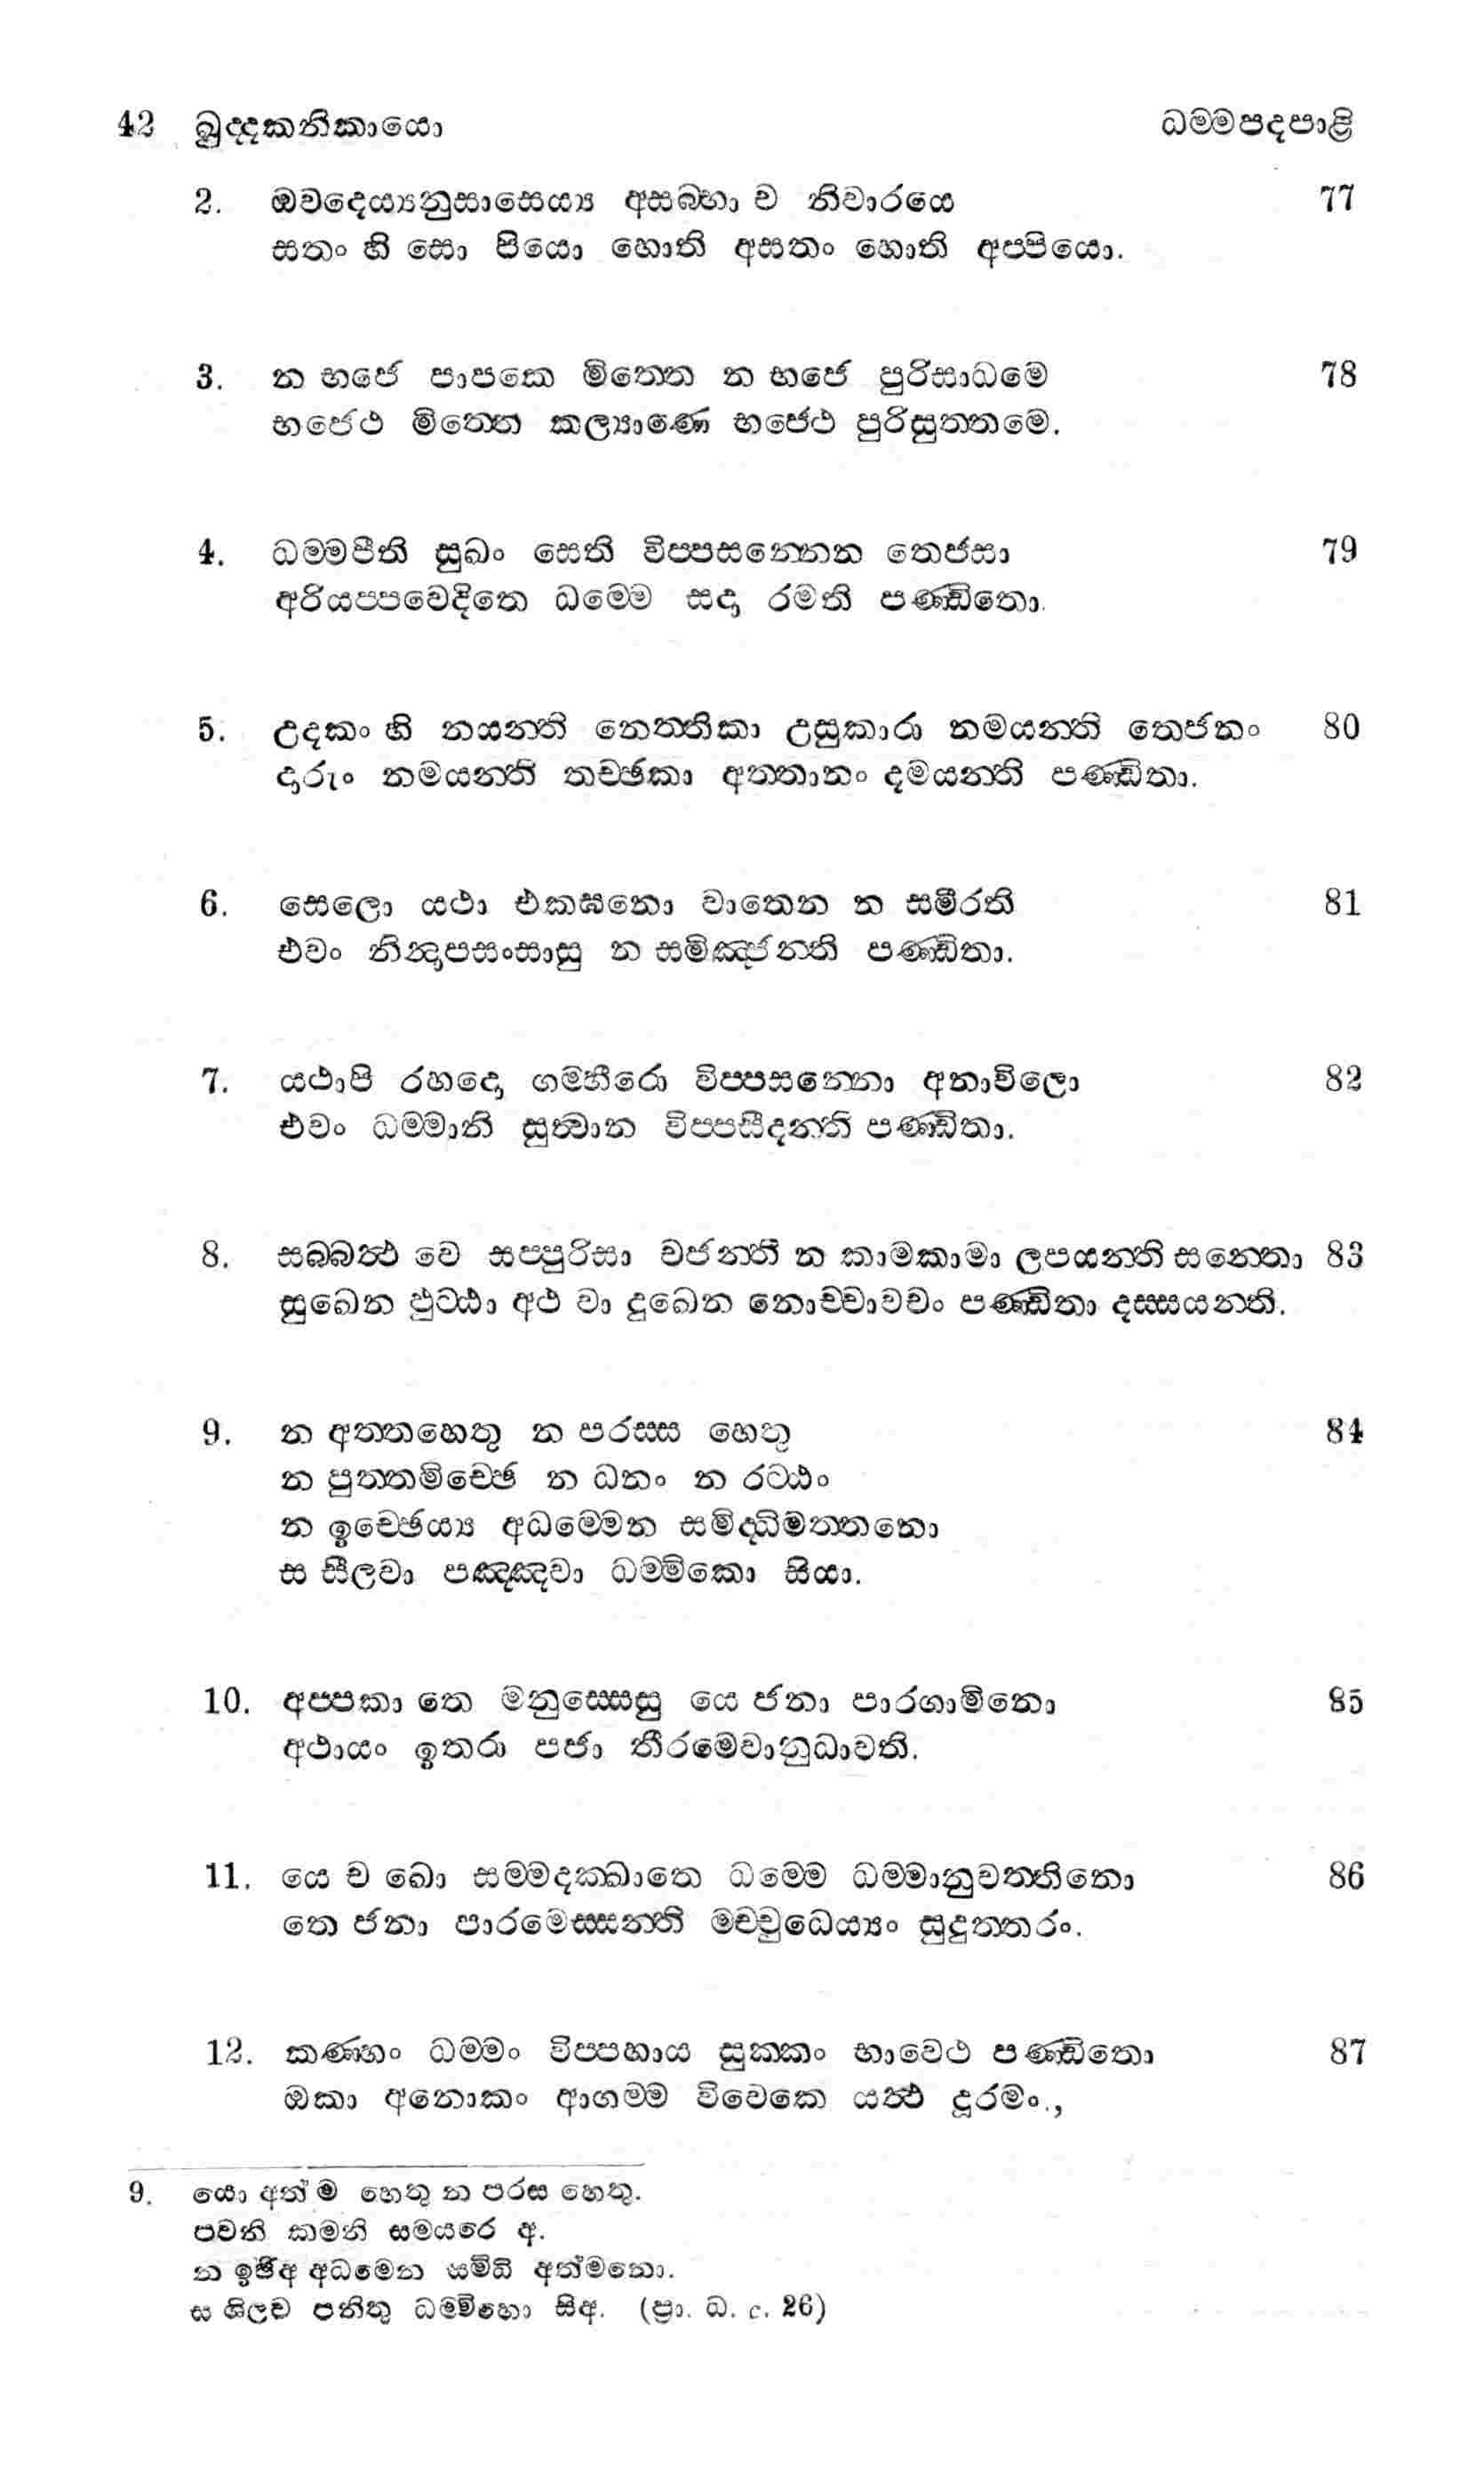 42 ඛුද්දකනිකායො ධම්මපදපාළි
2. ඔවදෙය්‍යනුසාසෙය්‍ය අසබ්භා ච නිවාරයෙ 77
සතං හි සො පියො හොති අසතං හොති අප්පියො.
3. න භජෙ පාපකෙ මිත්තෙ න භජෙ පුරිසාධමෙ 78
භජෙථ මිත්තෙ කල්‍යාණෙ භජෙථ පුරිසුත්තමෙ.
4. ධම්මපීති සුඛං සෙති විප්පසන්නෙන තෙජසා 79
අරියප්පවෙදිතෙ ධම්මෙ සදා රමති පණ්ඩිතො.
5. උදකං හි නයන්ති නෙත්තිකා උසුකාරා නමයන්ති තෙජනං 80
දාරුං නමයන්ති තච්ඡකා අත්තානං දමයන්ති පණ්ඩිතා.
6. සෙලො යථා එකඝනො වාතෙන න සමීරති 81
එවං නින්දාපසංසාසු න සමිඤ්ජන්ති පණ්ඩිතා.
7. යථාපි රහදො ගම්භීරො විප්පසන්නො අනාවිලො 82
එවං ධම්මානි සුත්වාන විප්පසීදන්ති පණ්ඩිතා.
8. සබ්බත්ථ වෙ සප්පුරිසා චජන්ති න කාමකාමා ලපයන්ති සන්තො 83
සුඛෙන ඵුට්ඨා අථ වා දුඛෙන නොච්චාවචං පණ්ඩිතා දස්සයන්ති.
9. න අත්තහෙතු න පරස්ස හෙතු 84
න පුත්තමිච්ඡෙ න ධනං න රට්ඨං
න ඉච්ඡෙය්‍ය අධම්මෙන සමිද්ධිමත්තනො
ස සීලවා පඤ්ඤවා ධම්මිකො සියා.
10. අප්පකා තෙ මනුස්සෙසු යෙ ජනා පාරගාමිනො 85
අථායං ඉතරා පජා තීරමෙවානුධාවති.
11. යෙ ච ඛො සම්මදක්ඛාතෙ ධම්මෙ ධම්මානුවත්තිනො 86
තෙ ජනා පාරමෙස්සන්ති මච්චුධෙය්‍යං සුදුත්තරං.
12. කණ්හං ධම්මං විප්පහාය සුක්කං භාවෙථ පණ්ඩිතො 87
ඔකා අනොකං ආගම්ම විවෙකෙ යත්ථ දූරමං.,
9. යො අත්ම හෙතු න පරස හෙතු.
පවනි කමනි සමයරෙ අ.
න ඉෂිඅ අධමෙන සම්ධි අත්මනො.
ස ශිලව පනිතු ධම්මිහො සිඅ. (ප්‍රා. ධ. c. 26)